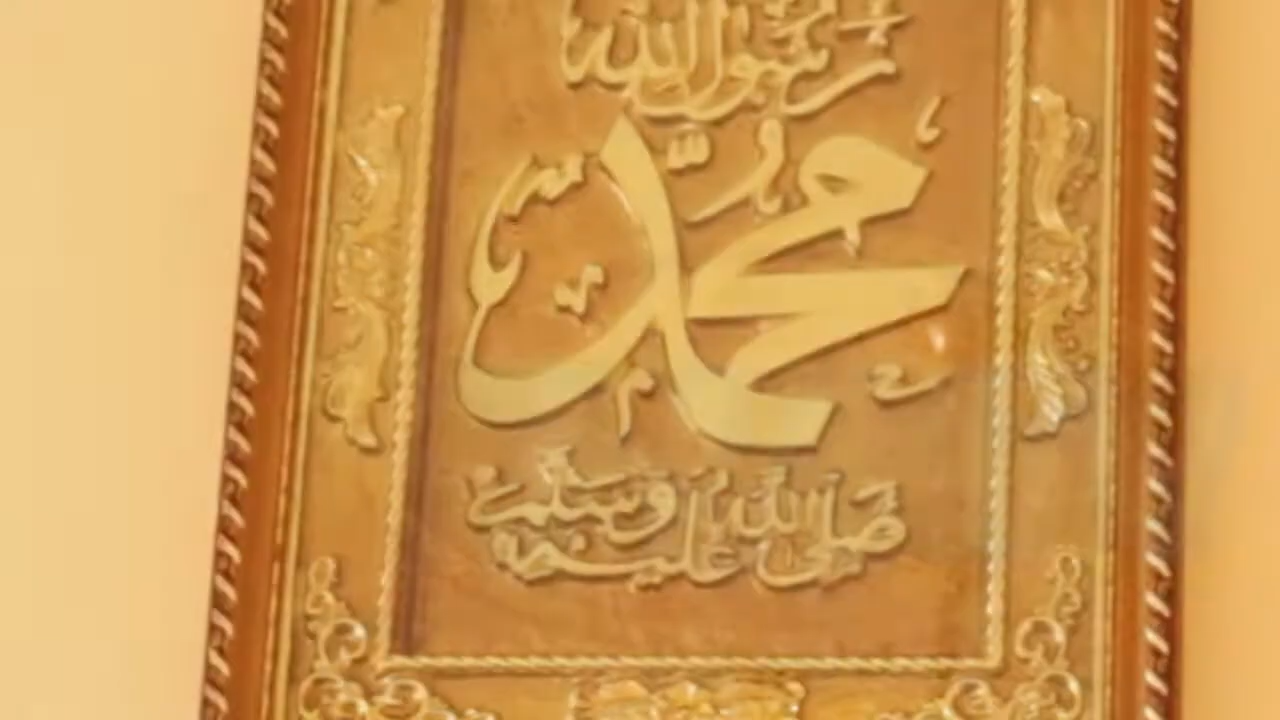 رسول الله
محمد
صلى الله عليه وسلم